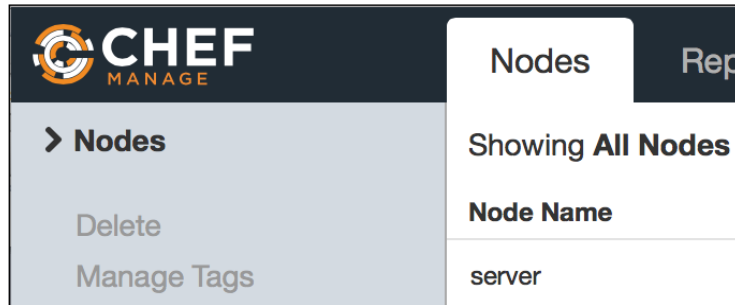 CHEF
MANAGE
Nodes
Nodes
Delete
Manage Tags
Showing All Nodes
Node Name
server